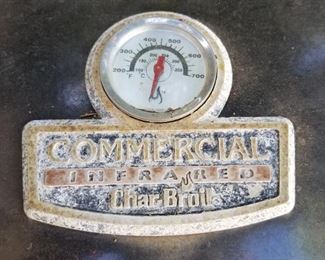 400 500
300 600
200 F C 700
COMMERCIAL
INFRARED
Char-Broil